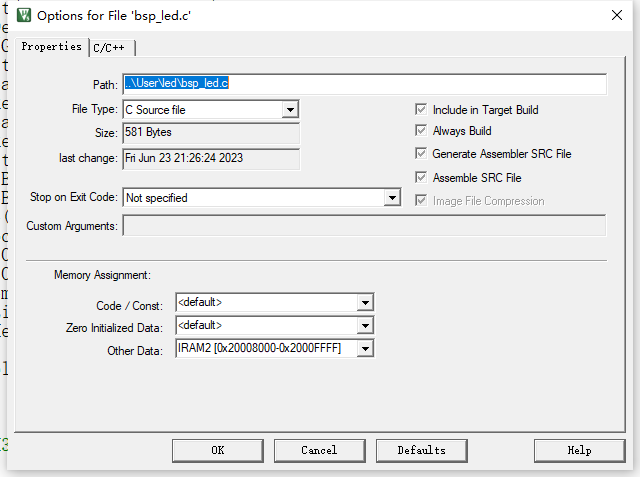 Options for File 'bsp_led.c'
Properties
C/C++
Path: ..\User\led\bsp_led.c
File Type: C Source file
Size: 581 Bytes
last change: Fri Jun 23 21:26:24 2023
Stop on Exit Code: Not specified
Custom Arguments:
Include in Target Build
Always Build
Generate Assembler SRC File
Assemble SRC File
Image File Compression
Memory Assignment:
Code / Const: <default>
Zero Initialized Data: <default>
Other Data: IRAM2 [0x20008000-0x2000FFFF]
OK
Cancel
Defaults
Help